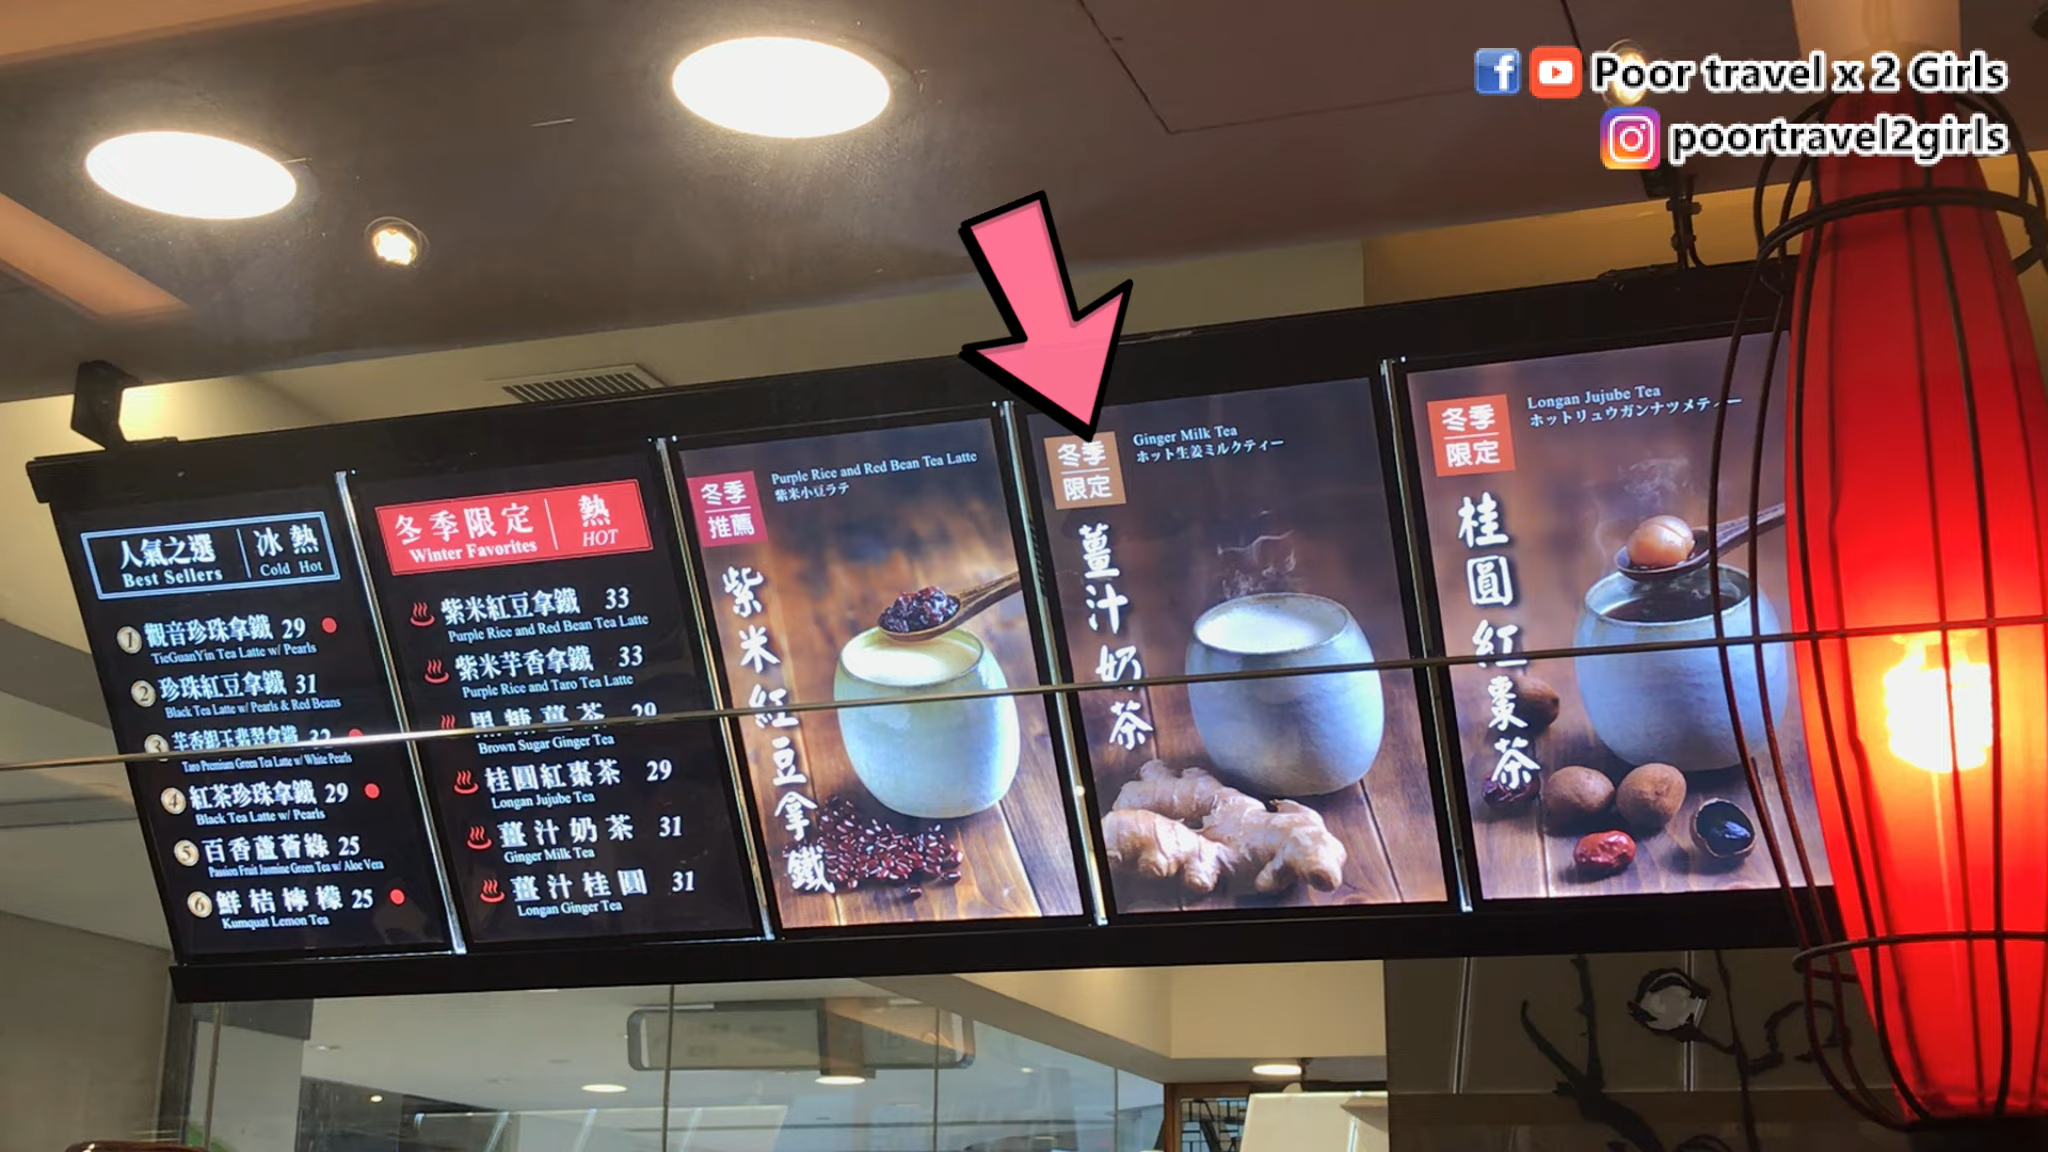 Poor travel x 2 Girls
poortravel2girls
人氣之選 冰 熱
Best Sellers Cold Hot
1 觀音珍珠拿鐵 29
TieGuanYin Tea Latte w/ Pearls
2 珍珠紅豆拿鐵 31
Black Tea Latte w/ Pearls & Red Beans
3 芋香銀玉翡翠拿鐵 32
Taro Premium Green Tea Latte w/ White Pearls
4 紅茶珍珠拿鐵 29
Black Tea Latte w/ Pearls
5 百香蘆薈綠 25
Passion Fruit Jasmine Green Tea w/ Aloe Vera
6 鮮桔檸檬 25
Kumquat Lemon Tea
冬季限定 熱
Winter Favorites HOT
紫米紅豆拿鐵 33
Purple Rice and Red Bean Tea Latte
紫米芋香拿鐵 33
Purple Rice and Taro Tea Latte
黑糖薑茶 29
Brown Sugar Ginger Tea
桂圓紅棗茶 29
Longan Jujube Tea
薑汁奶茶 31
Ginger Milk Tea
薑汁桂圓 31
Longan Ginger Tea
冬季
推薦
Purple Rice and Red Bean Tea Latte
紫米小豆ラテ
紫米紅豆拿鐵
冬季
限定
Ginger Milk Tea
ホット生姜ミルクティー
薑汁奶茶
冬季
限定
Longan Jujube Tea
ホットリュウガンナツメティー
桂圓紅棗茶